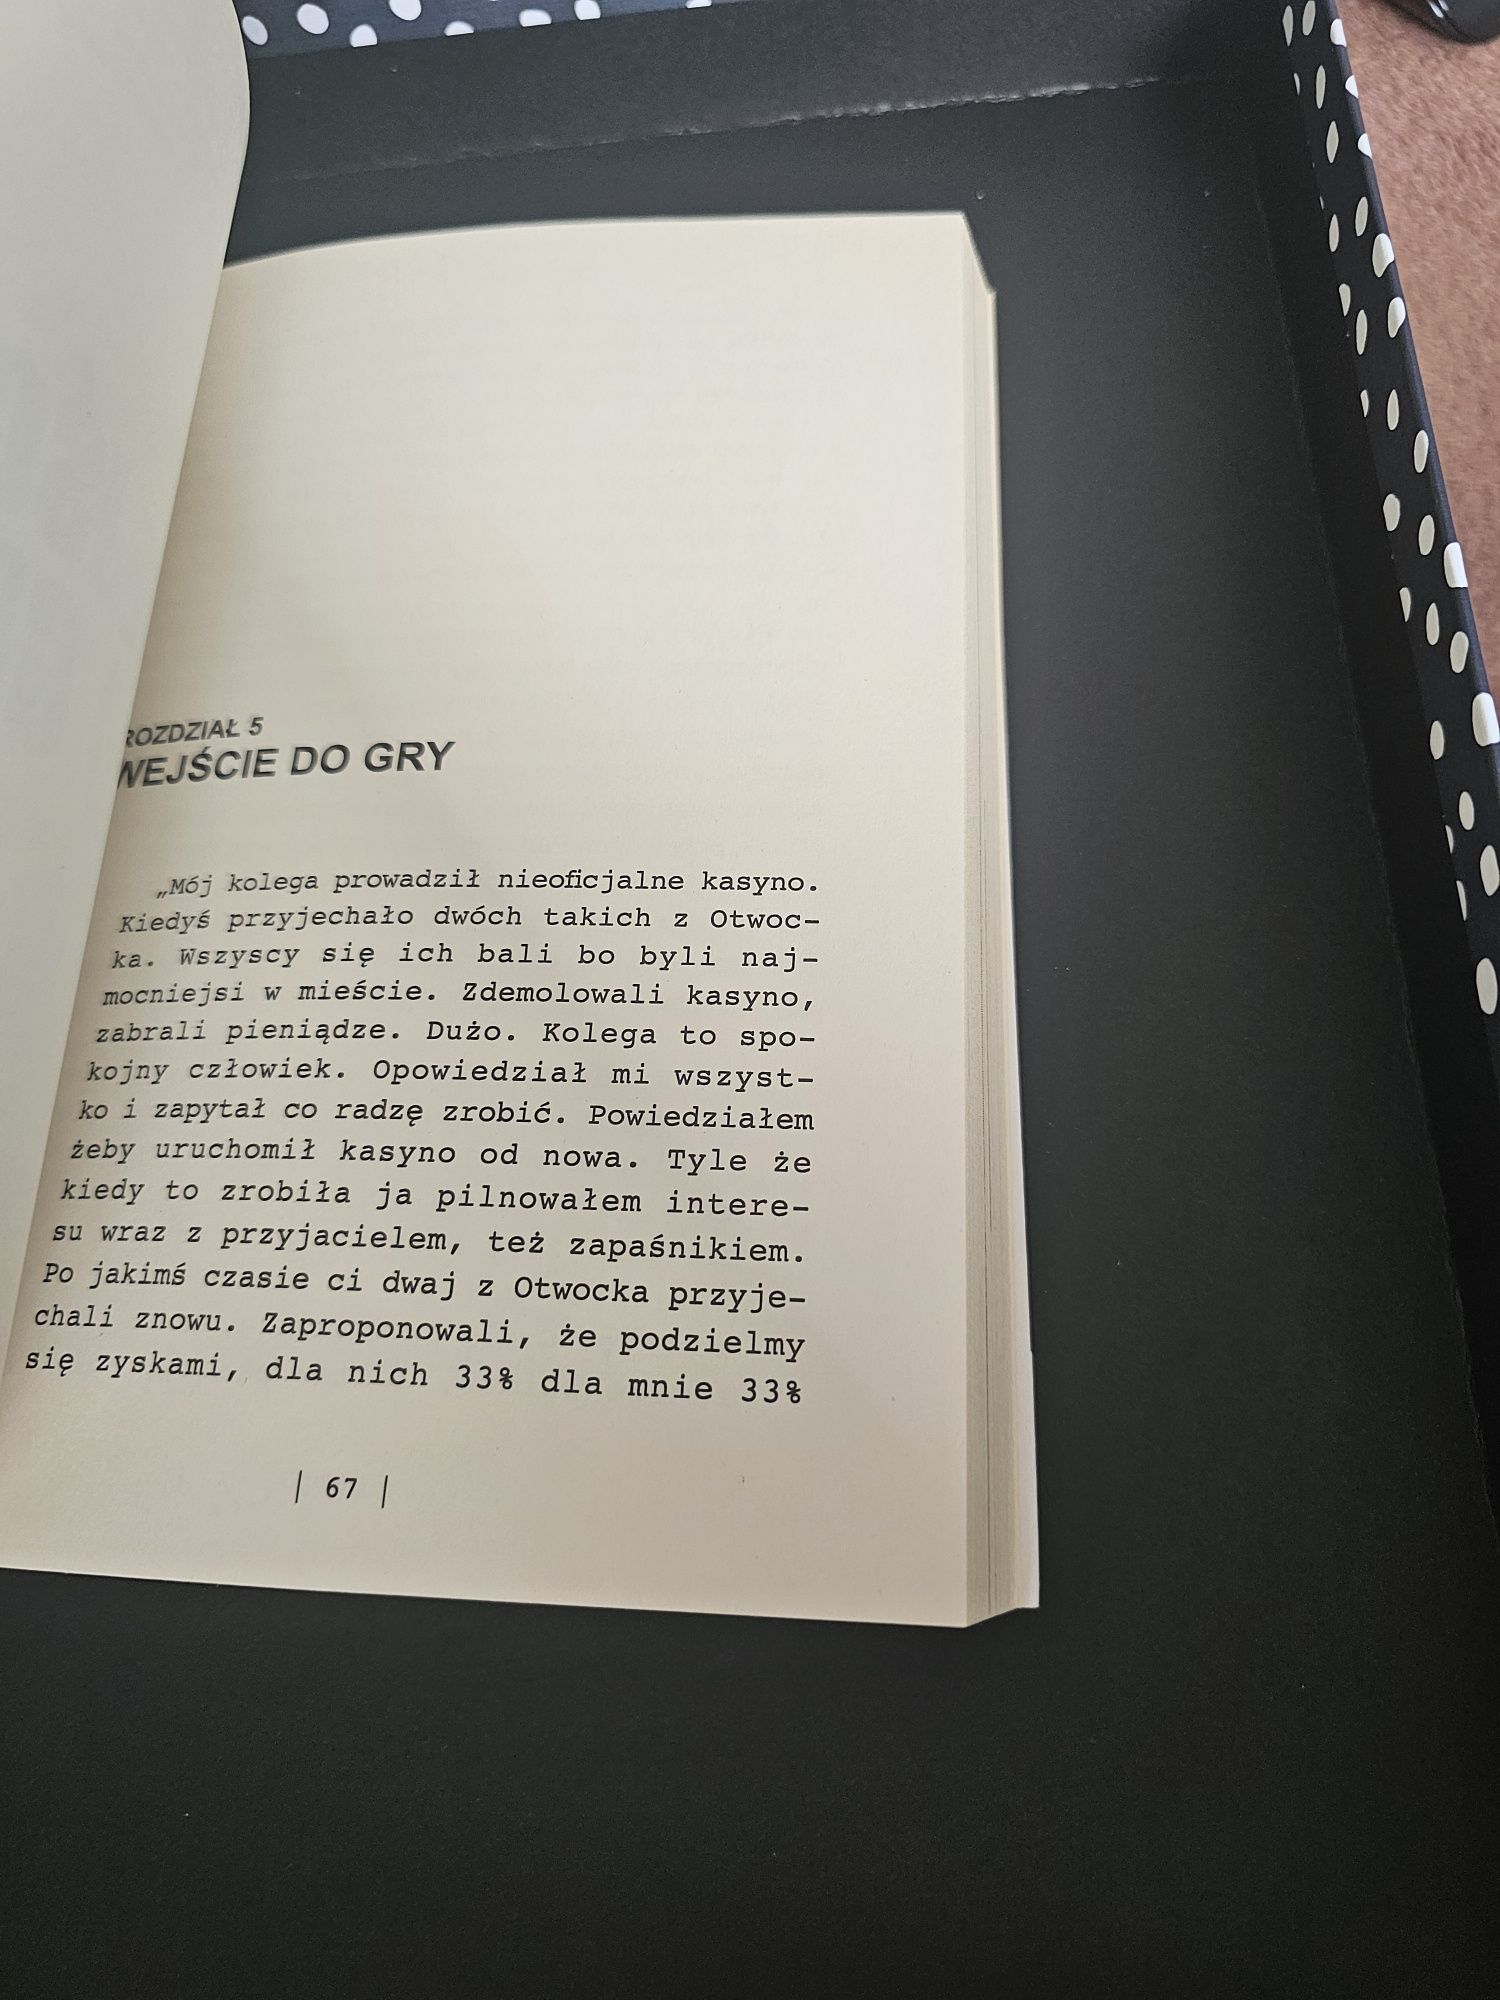 ROZDZIAŁ 5
WEJŚCIE DO GRY
„Mój kolega prowadził nieoficjalne kasyno.
Kiedyś przyjechało dwóch takich z Otwoc-
ka. Wszyscy się ich bali bo byli naj-
mocniejsi w mieście. Zdemolowali kasyno,
zabrali pieniądze. Dużo. Kolega to spo-
kojny człowiek. Opowiedział mi wszyst-
ko i zapytał co radzę zrobić. Powiedziałem
żeby uruchomił kasyno od nowa. Tyle że
kiedy to zrobiła ja pilnowałem intere-
su wraz z przyjacielem, też zapaśnikiem.
Po jakimś czasie ci dwaj z Otwocka przyje-
chali znowu. Zaproponowali, że podzielmy
się zyskami, dla nich 33% dla mnie 33%
| 67 |